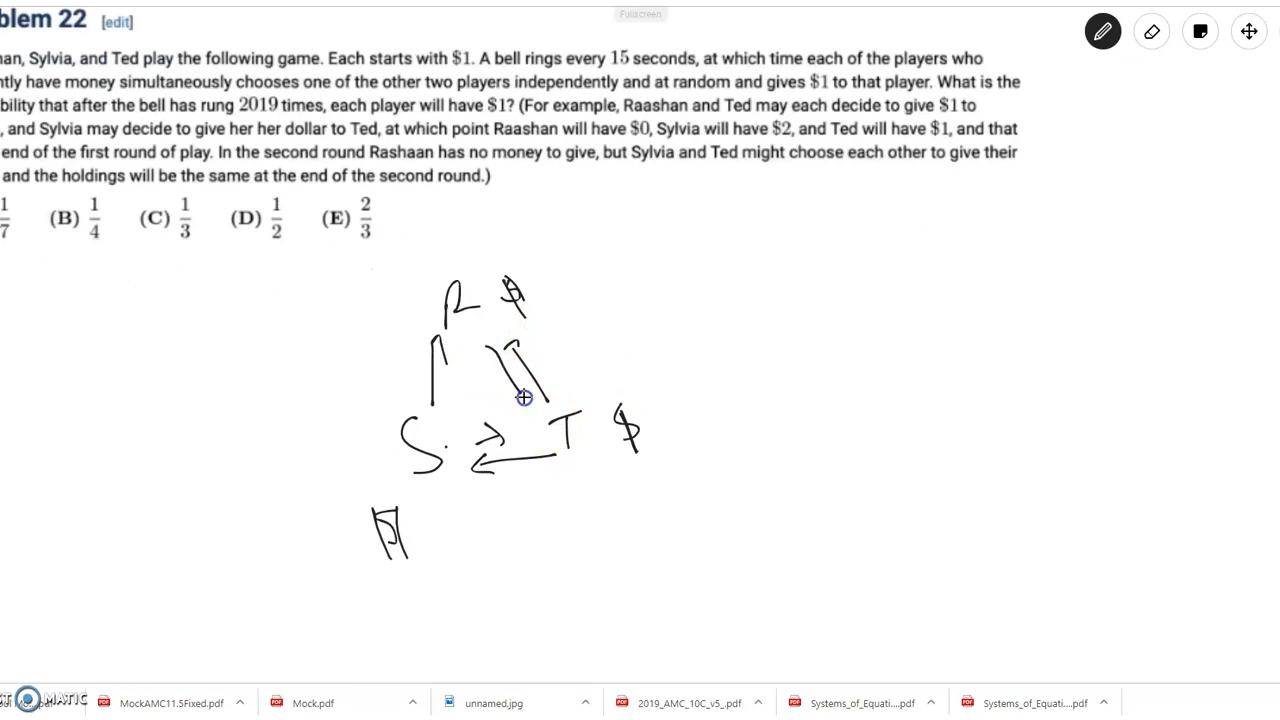 Fullscreen
blem 22 [edit]
an, Sylvia, and Ted play the following game. Each starts with $1. A bell rings every 15 seconds, at which time each of the players who
ntly have money simultaneously chooses one of the other two players independently and at random and gives $1 to that player. What is the
bility that after the bell has rung 2019 times, each player will have $1? (For example, Raashan and Ted may each decide to give $1 to
, and Sylvia may decide to give her her dollar to Ted, at which point Raashan will have $0, Sylvia will have $2, and Ted will have $1, and that
end of the first round of play. In the second round Rashaan has no money to give, but Sylvia and Ted might choose each other to give their
and the holdings will be the same at the end of the second round.)
1/7 (B) 1/4 (C) 1/3 (D) 1/2 (E) 2/3
R $
S T $
MATIC MockAMC11.5Fixed.pdf Mock.pdf unnamed.jpg 2019_AMC_10C_v5_.pdf Systems_of_Equati....pdf Systems_of_Equati....pdf